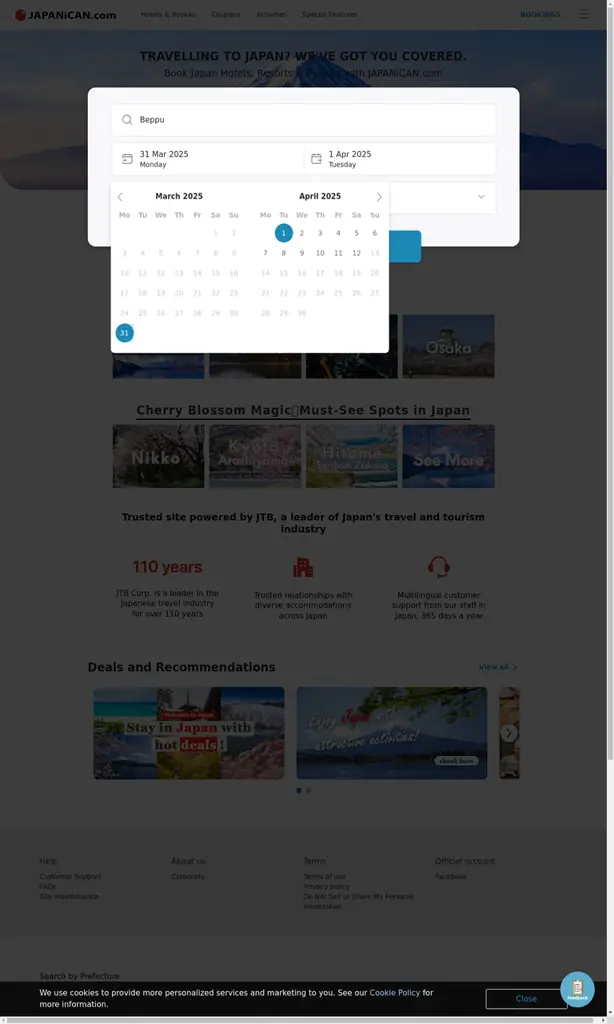 JAPANiCAN.com
Hotels & Ryokan Coupons Activities Special Features
BOOKINGS
TRAVELLING TO JAPAN? WE'VE GOT YOU COVERED.
Book Japan Hotels, Resorts & with JAPANiCAN.com
Beppu
31 Mar 2025
Monday
1 Apr 2025
Tuesday
March 2025
Mo Tu We Th Fr Sa Su
1 2
3 4 5 6 7 8 9
10 11 12 13 14 15 16
17 18 19 20 21 22 23
24 25 26 27 28 29 30
31
April 2025
Mo Tu We Th Fr Sa Su
1 2 3 4 5 6
7 8 9 10 11 12 13
14 15 16 17 18 19 20
21 22 23 24 25 26 27
28 29 30
Osaka
Cherry Blossom Magic▯Must-See Spots in Japan
Nikko
Kyoto
Arashiyama
Hitome
Senbon Zakura
See More
Trusted site powered by JTB, a leader of Japan's travel and tourism
industry
110 years
JTB Corp. is a leader in the
Japanese travel industry
for over 110 years
Trusted relationships with
diverse accommodations
across Japan
Multilingual customer
support from our staff in
Japan, 365 days a year
Deals and Recommendations
View all
Stay in Japan with
hot deals !
Enjoy Japan with
attractive activities!
check here
Help
Customer Support
FAQs
Site maintenance
About us
Corporate
Terms
Terms of use
Privacy policy
Do Not Sell or Share My Personal
Information
Official account
Facebook
Search by Prefecture
We use cookies to provide more personalized services and marketing to you. See our Cookie Policy for
more information.
Close
Feedback